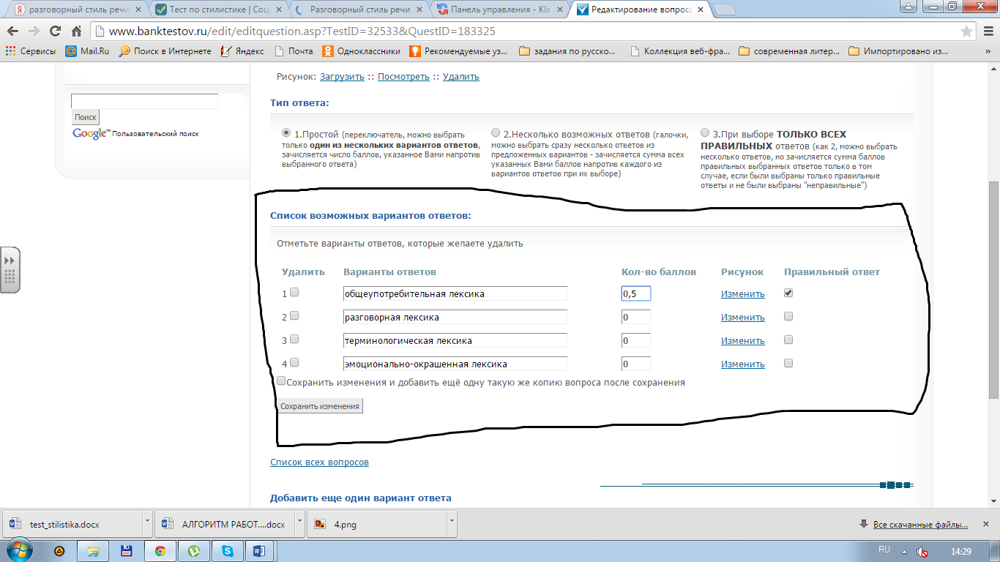 разговорный стиль речи
Тест по стилистике | Соци
Разговорный стиль речи
Панель управления - Kla
Редактирование вопроса
www.banktestov.ru/edit/editquestion.asp?TestID=32533&QuestID=183325
Сервисы Mail.Ru Поиск в Интернете Яндекс Почта Одноклассники Рекомендуемые уз... задания по русско... Коллекция веб-фра... современная литер... Импортировано из... »
Рисунок: Загрузить :: Посмотреть :: Удалить
Поиск
Google™ Пользовательский поиск
Тип ответа:
1.Простой (переключатель, можно выбрать
только один из нескольких вариантов ответов,
зачисляется число баллов, указанное Вами напротив
выбранного ответа)
2.Несколько возможных ответов (галочки,
можно выбрать сразу несколько ответов из
предложенных вариантов - зачисляется сумма всех
указанных Вами баллов напротив каждого из
вариантов ответов при их выборе)
3.При выборе ТОЛЬКО ВСЕХ
ПРАВИЛЬНЫХ ответов (как 2, можно выбрать
несколько ответов, но зачисляется сумма баллов
правильных выбранных ответов только в том
случае, если были выбраны только правильные
ответы и не были выбраны "неправильные")
Список возможных вариантов ответов:
Отметьте варианты ответов, которые желаете удалить
Удалить Варианты ответов Кол-во баллов Рисунок Правильный ответ
1 общеупотребительная лексика 0,5 Изменить
2 разговорная лексика 0 Изменить
3 терминологическая лексика 0 Изменить
4 эмоционально-окрашенная лексика 0 Изменить
Сохранить изменения и добавить ещё одну такую же копию вопроса после сохранения
Сохранить изменения
Список всех вопросов
Добавить еще один вариант ответа
test_stilistika.docx АЛГОРИТМ РАБОТ....docx 4.png Все скачанные файлы...
RU 14:29